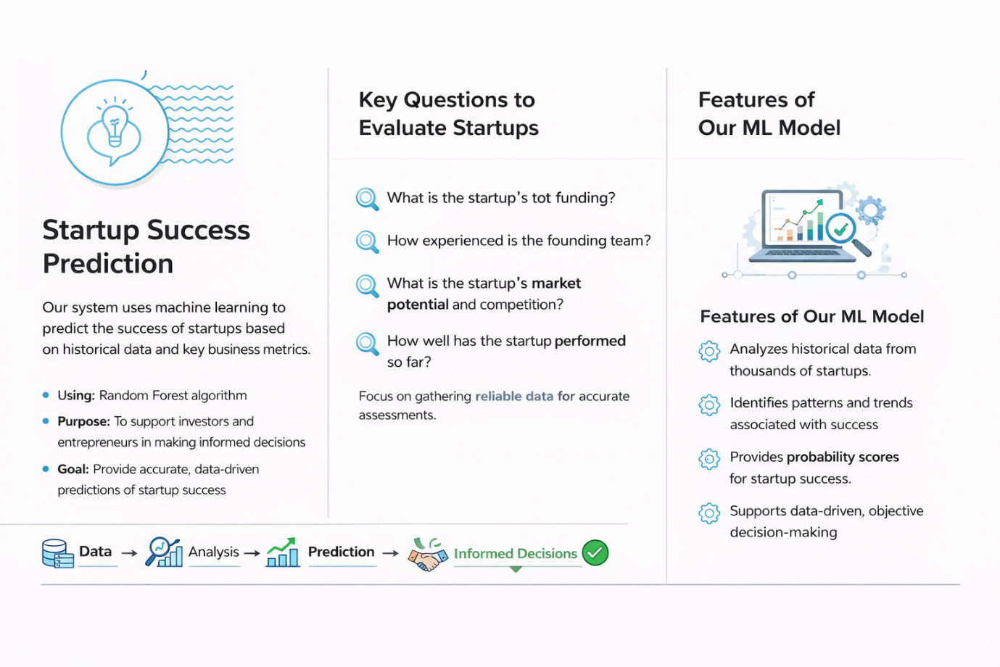 Startup Success
Prediction
Our system uses machine learning to
predict the success of startups based
on historical data and key business metrics.
Using: Random Forest algorithm
Purpose: To support investors and
entrepreneurs in making informed decisions
Goal: Provide accurate, data-driven
predictions of startup success
Key Questions to
Evaluate Startups
What is the startup's tot funding?
How experienced is the founding team?
What is the startup's market
potential and competition?
How well has the startup performed
so far?
Focus on gathering reliable data for accurate
assessments.
Features of
Our ML Model
Features of Our ML Model
Analyzes historical data from
thousands of startups.
Identifies patterns and trends
associated with success
Provides probability scores
for startup success.
Supports data-driven, objective
decision-making
Data → Analysis → Prediction → Informed Decisions